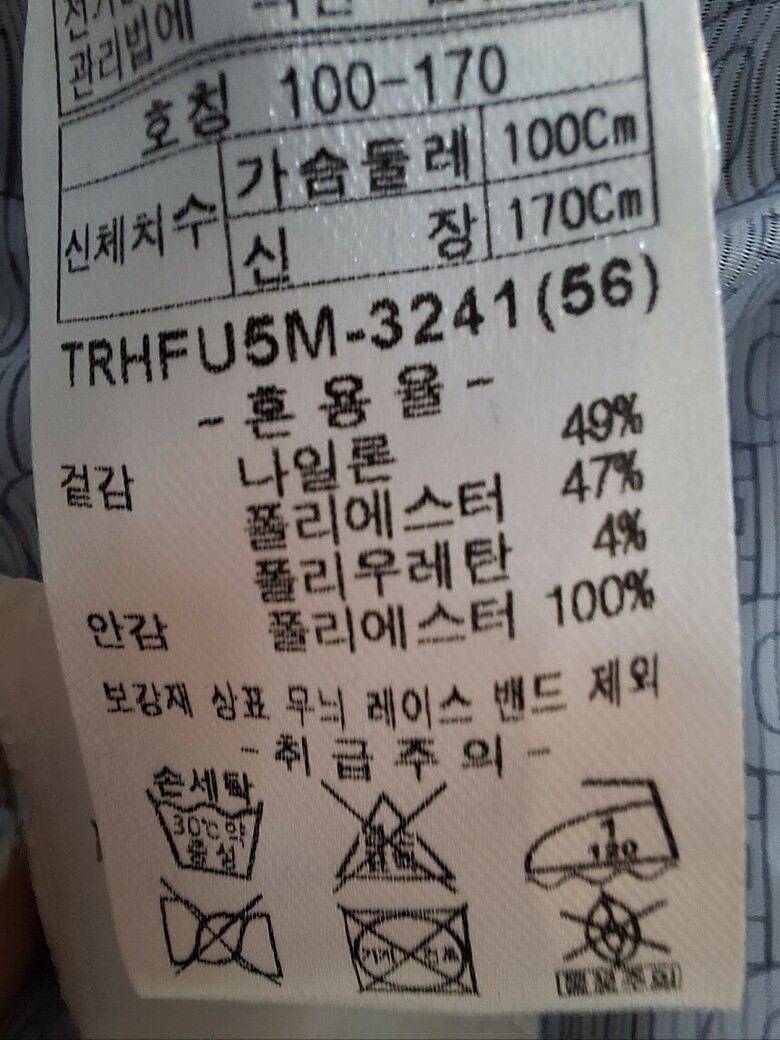 관리법에
호칭 100-170
신체치수 가슴둘레 100Cm
신 장 170Cm
TRHFU5M-3241(56)
- 혼 용 율 -
겉감 나일론 49%
폴리에스터 47%
폴리우레탄 4%
안감 폴리에스터 100%
보강재 상표 무늬 레이스 밴드 제외
- 취 급 주 의 -
손세탁
30℃ 약
1
120